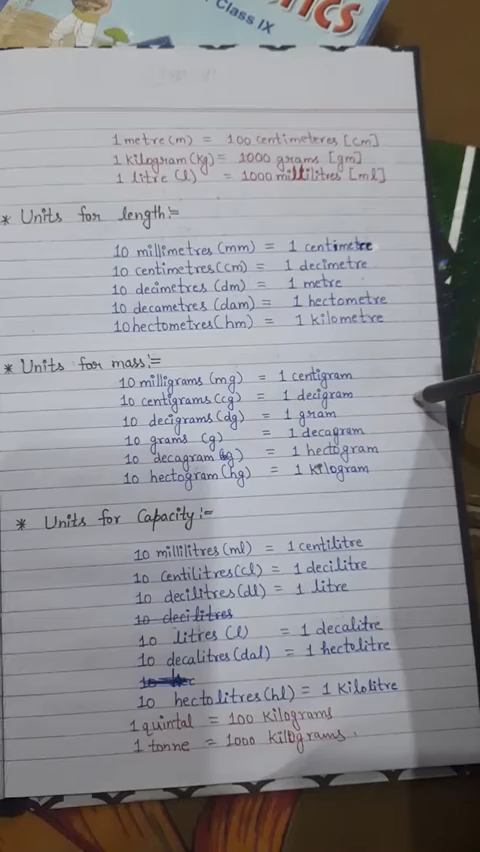 Class IX
1 metre (m) = 100 centimeteres [cm]
1 kilogram (kg) = 1000 grams [gm]
1 litre (l) = 1000 millilitres [ml]
* Units for length:=
10 millimetres (mm) = 1 centimetre
10 centimetres (cm) = 1 decimetre
10 decimetres (dm) = 1 metre
10 decametres (dam) = 1 hectometre
10 hectometres (hm) = 1 kilometre
* Units for mass:=
10 milligrams (mg) = 1 centigram
10 centigrams (cg) = 1 decigram
10 decigrams (dg) = 1 gram
10 grams (g) = 1 decagram
10 decagram = 1 hectogram
10 hectogram (hg) = 1 kilogram
* Units for Capacity:=
10 millilitres (ml) = 1 centilitre
10 centilitres (cl) = 1 decilitre
10 decilitres (dl) = 1 litre
10 decilitres
10 litres (l) = 1 decalitre
10 decalitres (dal) = 1 hectolitre
10 hectolitres (hl) = 1 kilolitre
1 quintal = 100 kilograms
1 tonne = 1000 kilograms.